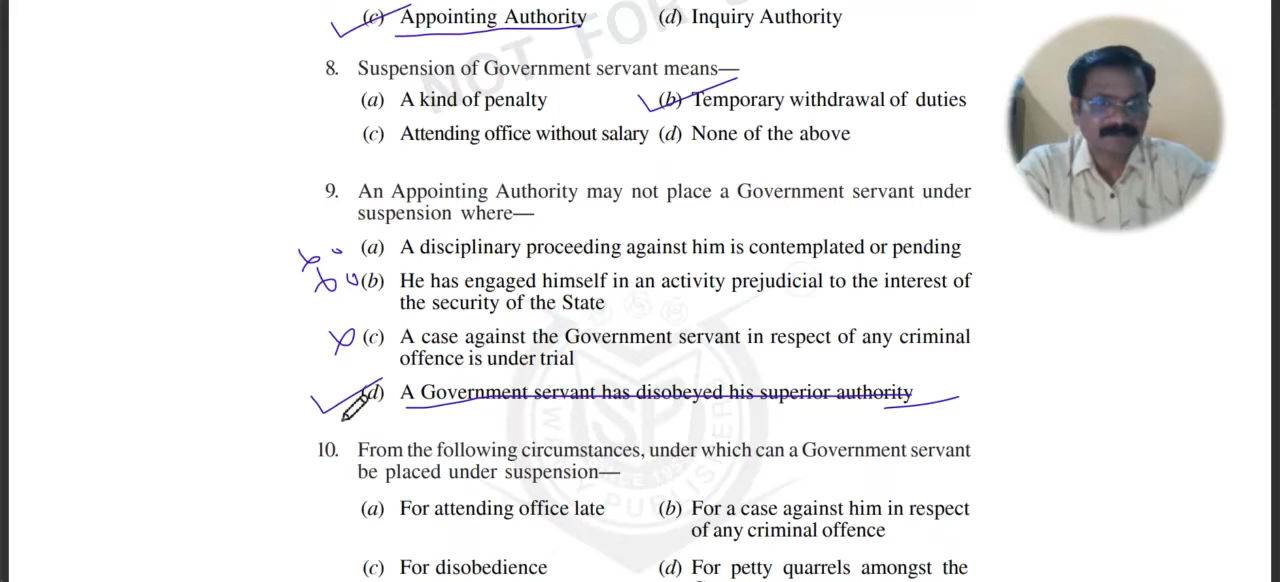 (c) Appointing Authority (d) Inquiry Authority
8. Suspension of Government servant means—
(a) A kind of penalty (b) Temporary withdrawal of duties
(c) Attending office without salary (d) None of the above
9. An Appointing Authority may not place a Government servant under
suspension where—
(a) A disciplinary proceeding against him is contemplated or pending
(b) He has engaged himself in an activity prejudicial to the interest of
the security of the State
(c) A case against the Government servant in respect of any criminal
offence is under trial
(d) A Government servant has disobeyed his superior authority
10. From the following circumstances, under which can a Government servant
be placed under suspension—
(a) For attending office late (b) For a case against him in respect
of any criminal offence
(c) For disobedience (d) For petty quarrels amongst the
NOT FOR